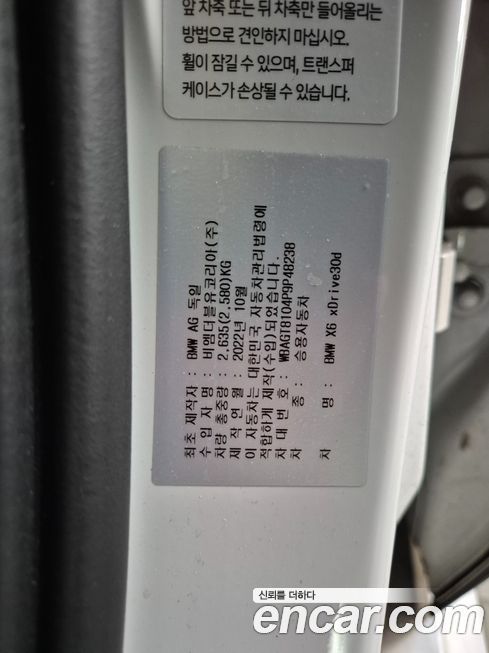 앞 차축 또는 뒤 차축만 들어올리는
방법으로 견인하지 마십시오.
휠이 잠길 수 있으며, 트랜스퍼
케이스가 손상될 수 있습니다.
최초 제작자 : BMW AG 독일
수 입 자 명 : 비엠더블유코리아(주)
차량 총중량 : 2,635(2,580)KG
제 작 연 월 : 2022년 10월
이 자동차는 대한민국 자동차관리법령에
적합하게 제작(수입)되었습니다.
차 대 번 호 : WBAGT8104P9P48238
차 종 : 승용자동차
차 명 : BMW X6 xDrive30d
신뢰를 더하다
encar.com